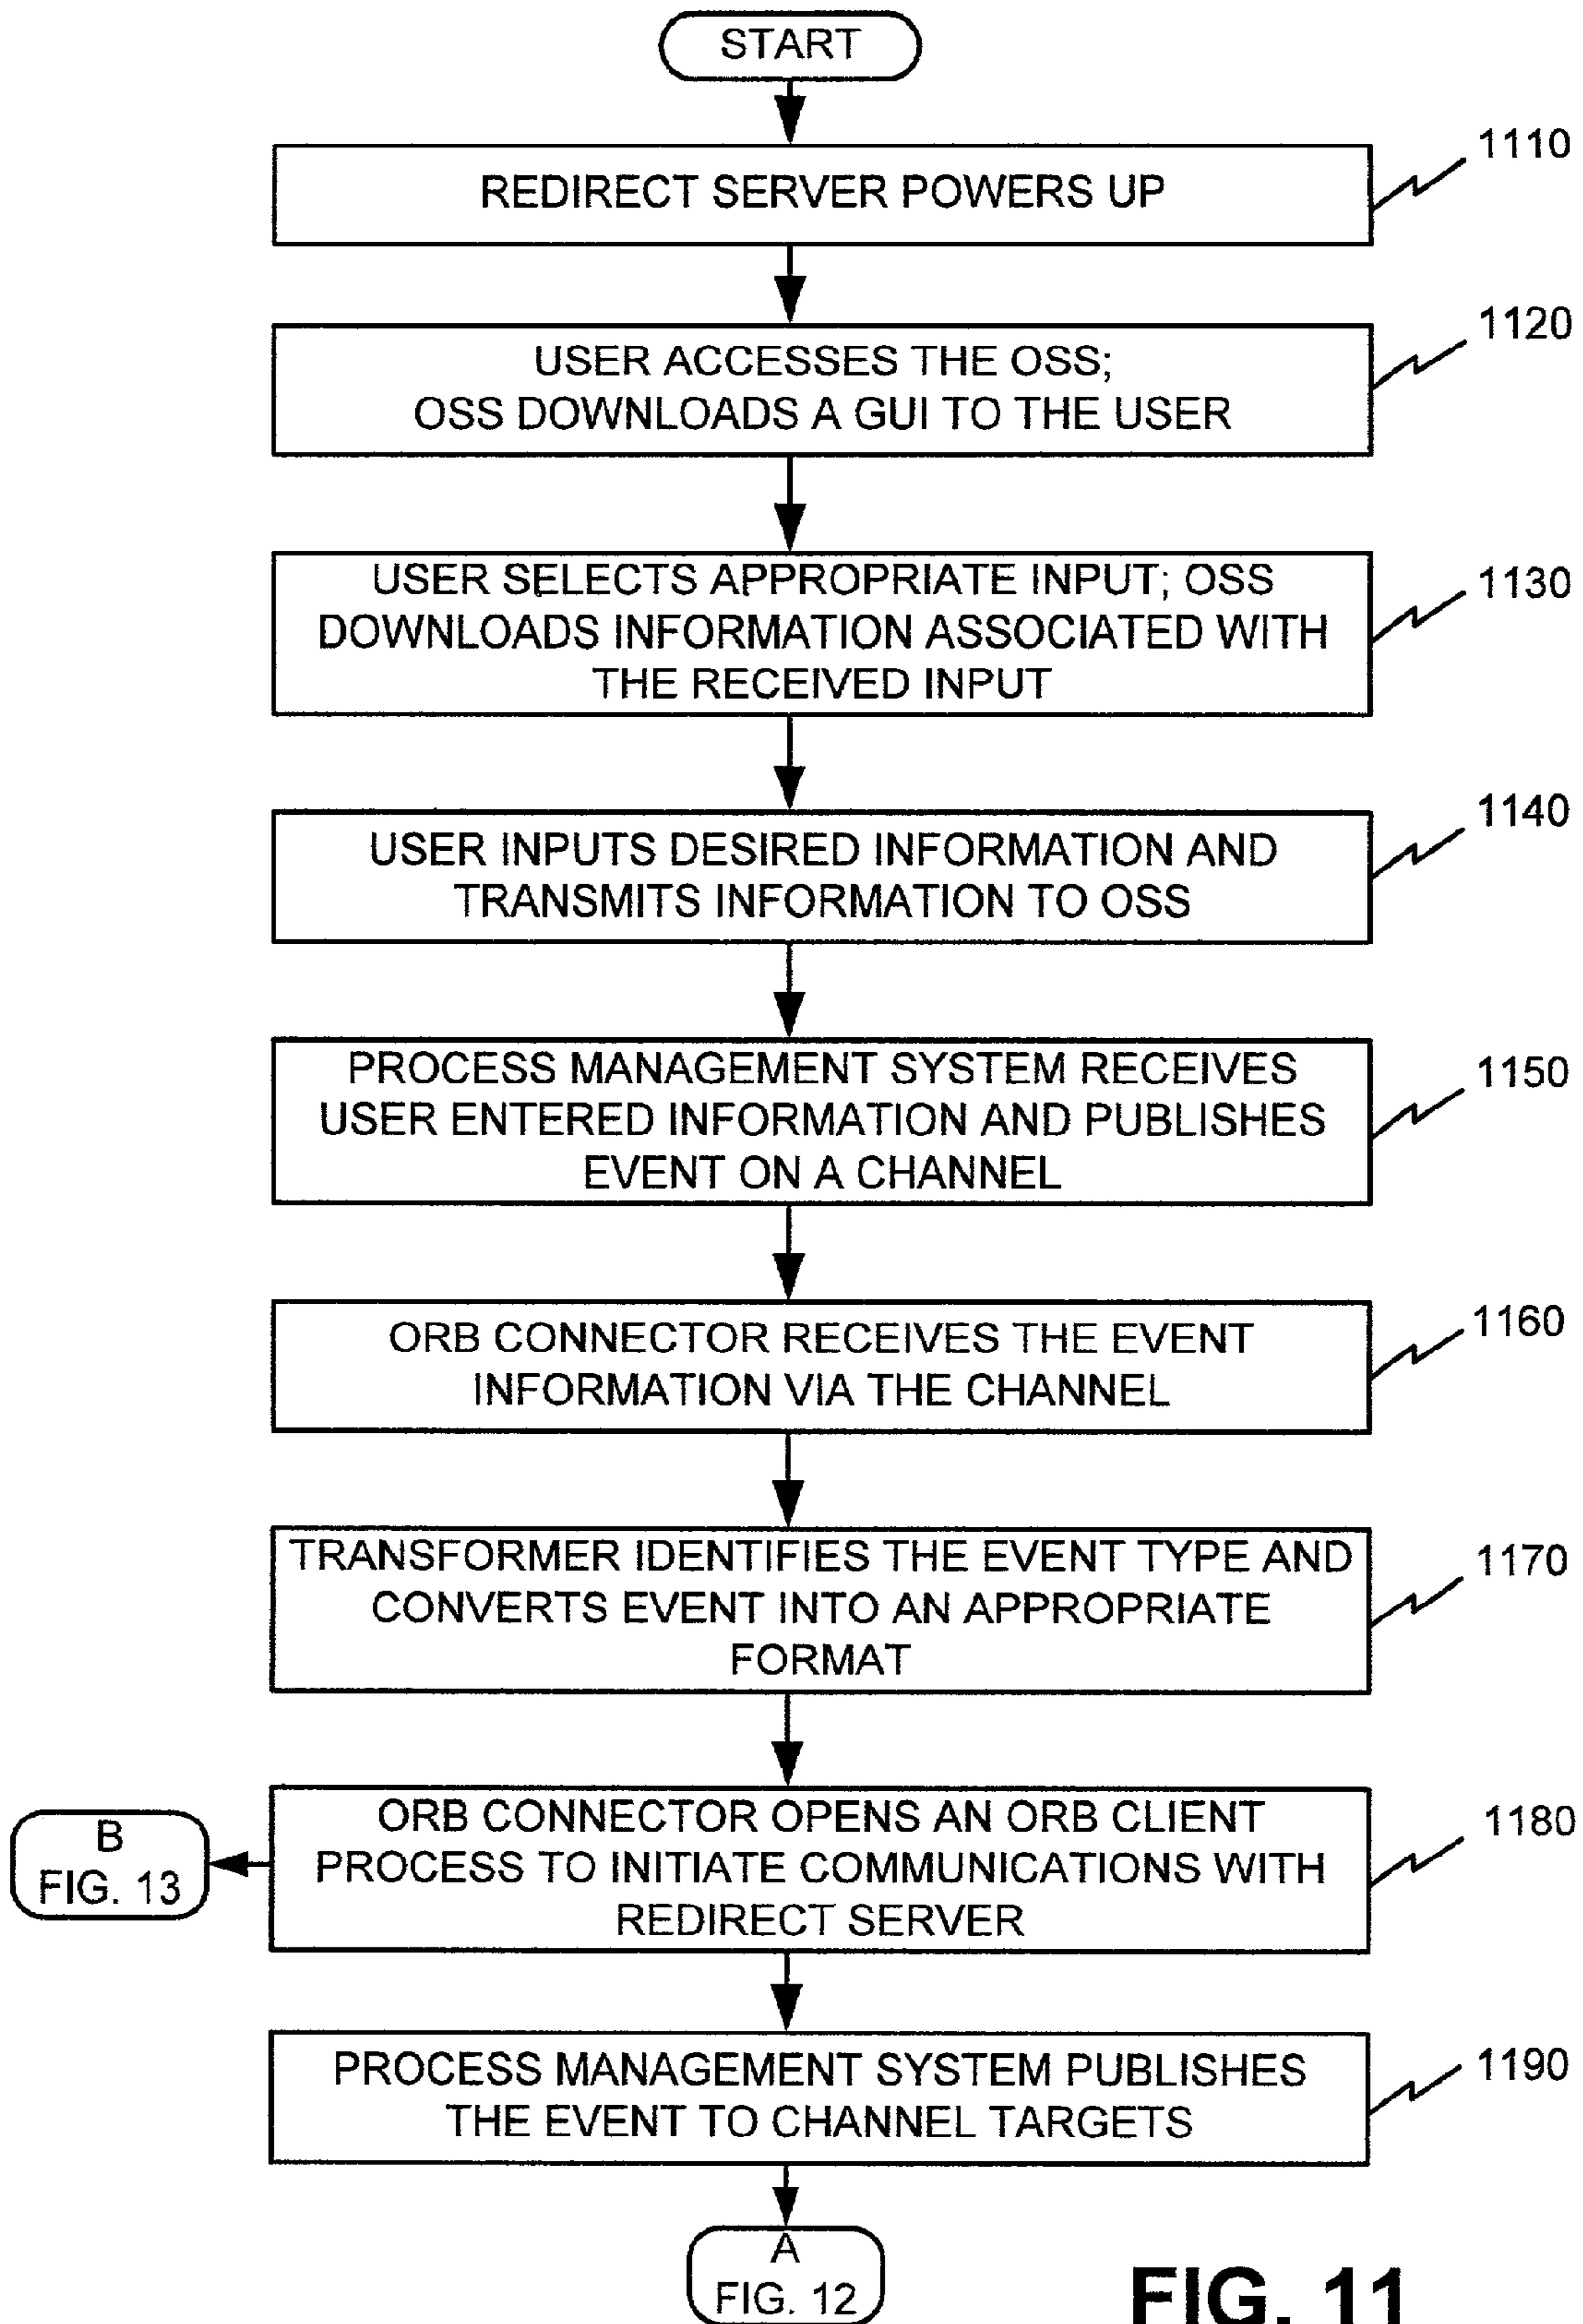 START
REDIRECT SERVER POWERS UP
1110
USER ACCESSES THE OSS;
OSS DOWNLOADS A GUI TO THE USER
1120
USER SELECTS APPROPRIATE INPUT; OSS
DOWNLOADS INFORMATION ASSOCIATED WITH
THE RECEIVED INPUT
1130
USER INPUTS DESIRED INFORMATION AND
TRANSMITS INFORMATION TO OSS
1140
PROCESS MANAGEMENT SYSTEM RECEIVES
USER ENTERED INFORMATION AND PUBLISHES
EVENT ON A CHANNEL
1150
ORB CONNECTOR RECEIVES THE EVENT
INFORMATION VIA THE CHANNEL
1160
TRANSFORMER IDENTIFIES THE EVENT TYPE AND
CONVERTS EVENT INTO AN APPROPRIATE
FORMAT
1170
ORB CONNECTOR OPENS AN ORB CLIENT
PROCESS TO INITIATE COMMUNICATIONS WITH
REDIRECT SERVER
1180
B
FIG. 13
PROCESS MANAGEMENT SYSTEM PUBLISHES
THE EVENT TO CHANNEL TARGETS
1190
A
FIG. 12
FIG. 11